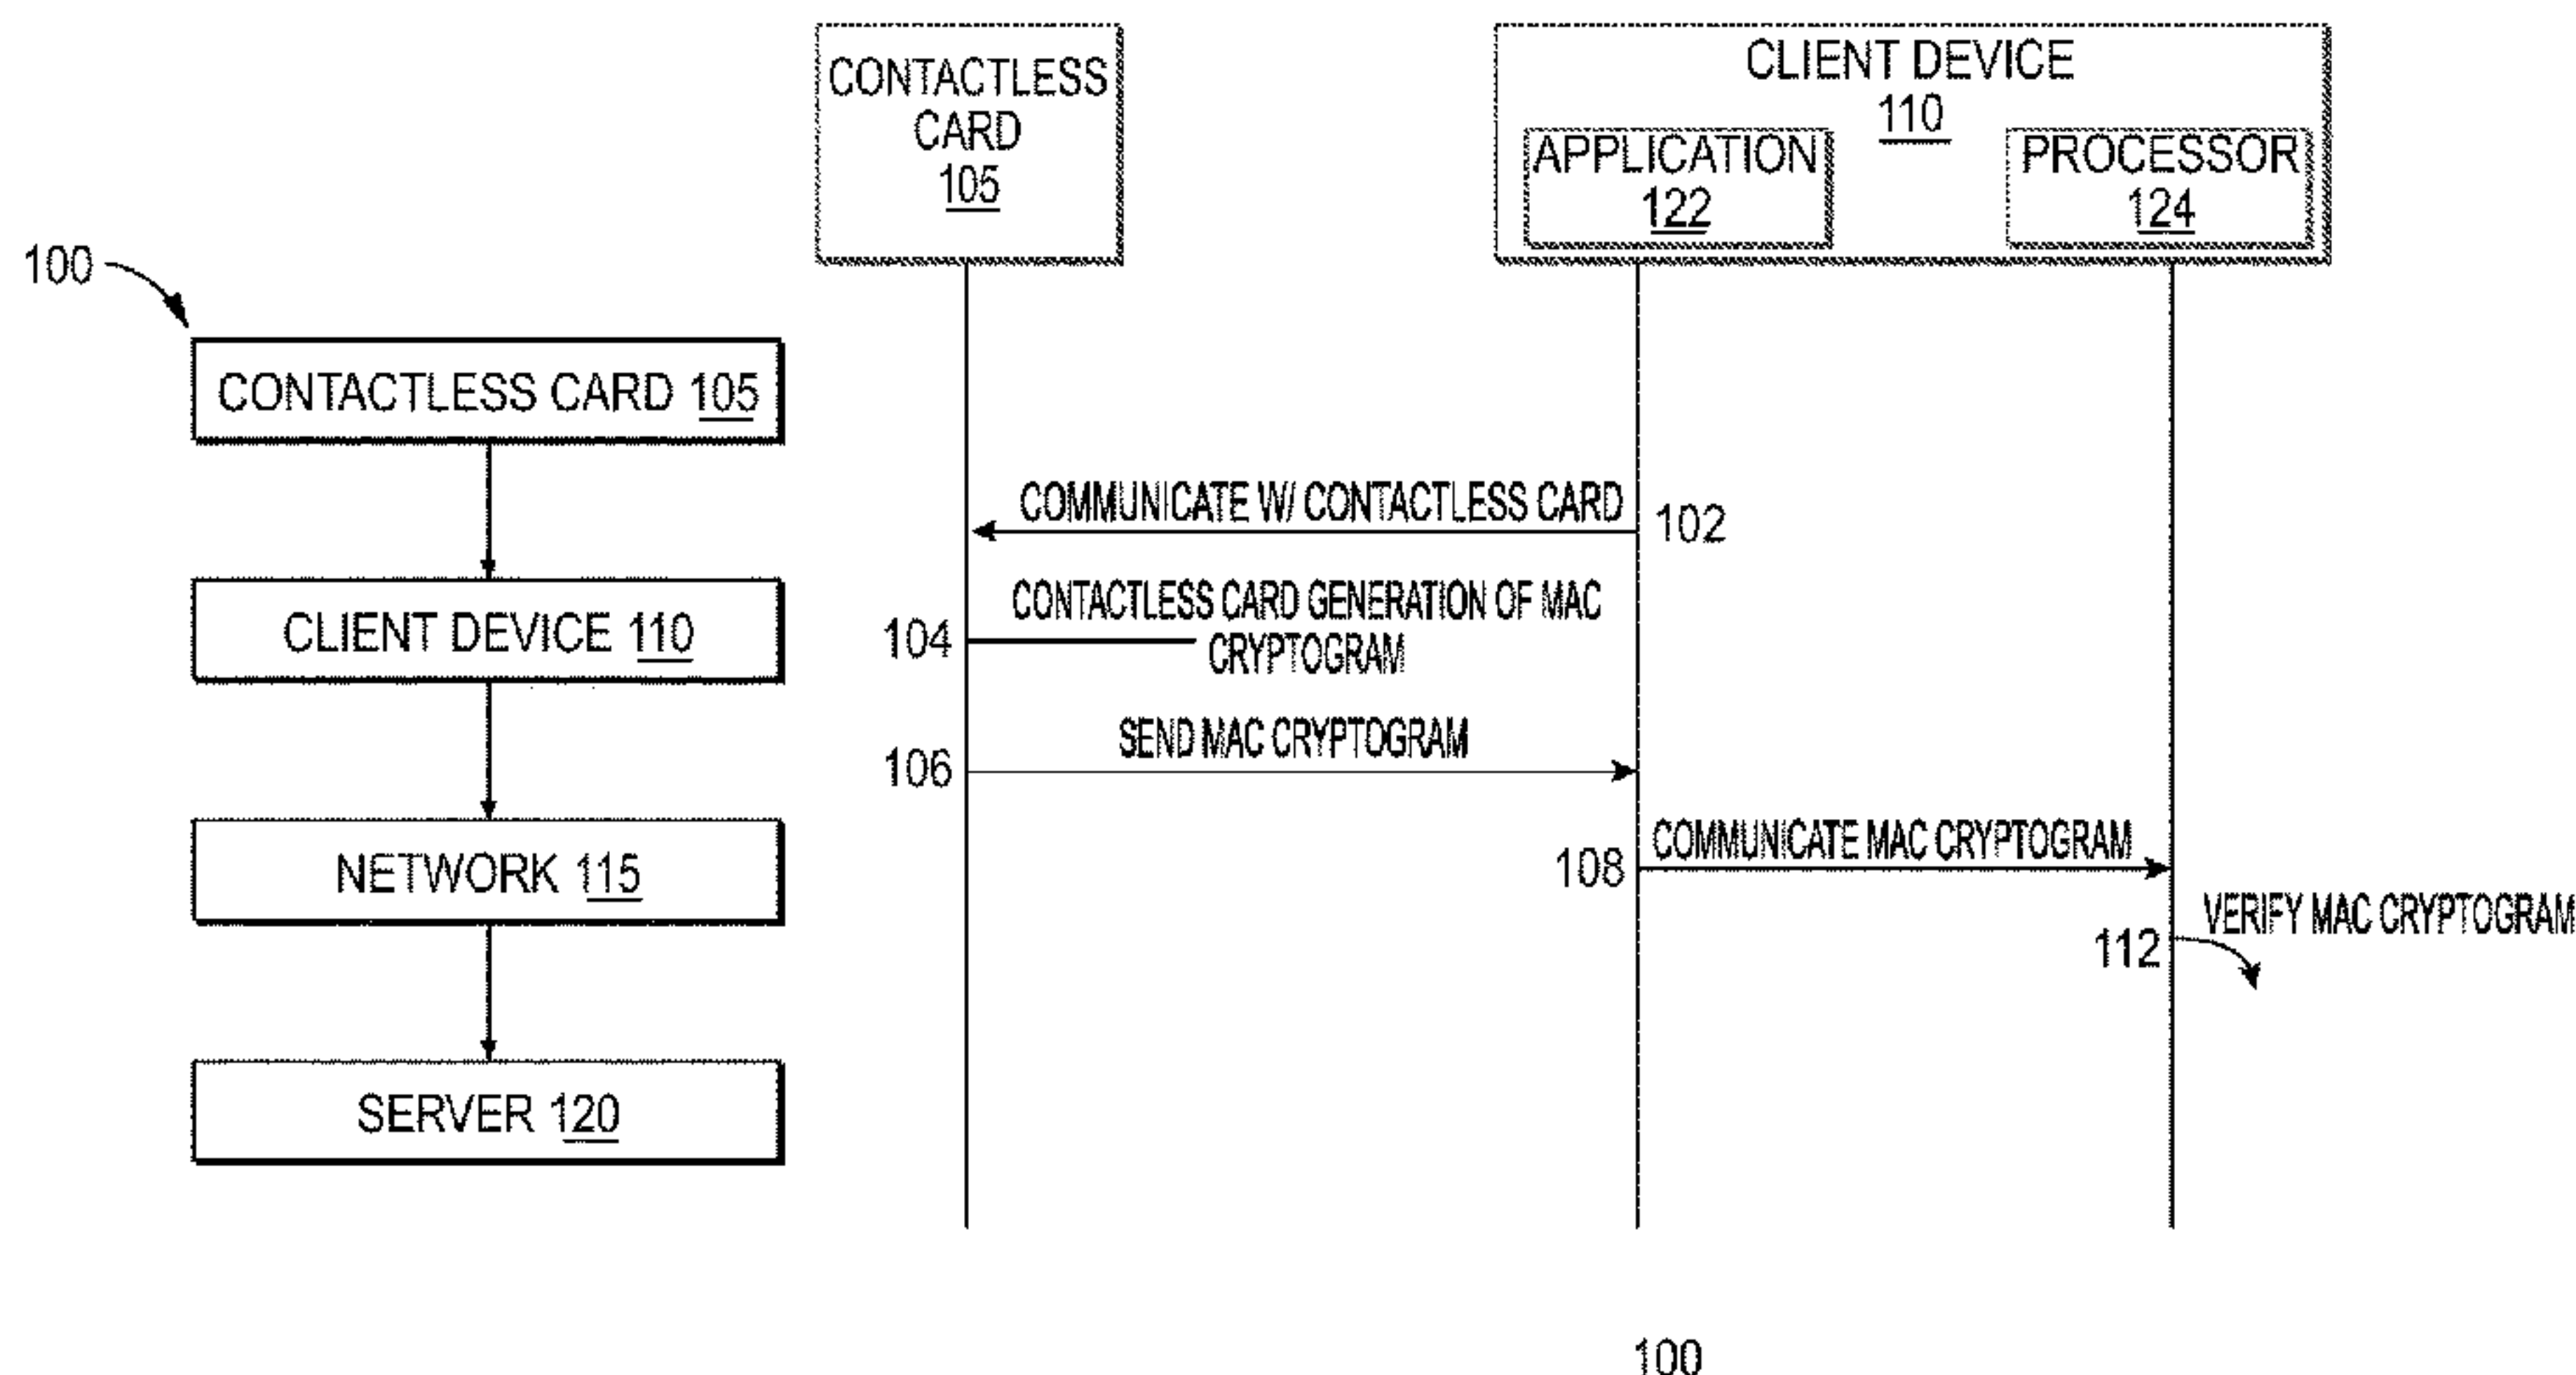 100
CONTACTLESS CARD 105
CLIENT DEVICE 110
NETWORK 115
SERVER 120
CONTACTLESS
CARD
105
CLIENT DEVICE
110
APPLICATION
122
PROCESSOR
124
COMMUNICATE W/ CONTACTLESS CARD
102
CONTACTLESS CARD GENERATION OF MAC
104
CRYPTOGRAM
SEND MAC CRYPTOGRAM
106
COMMUNICATE MAC CRYPTOGRAM
108
VERIFY MAC CRYPTOGRAM
112
100